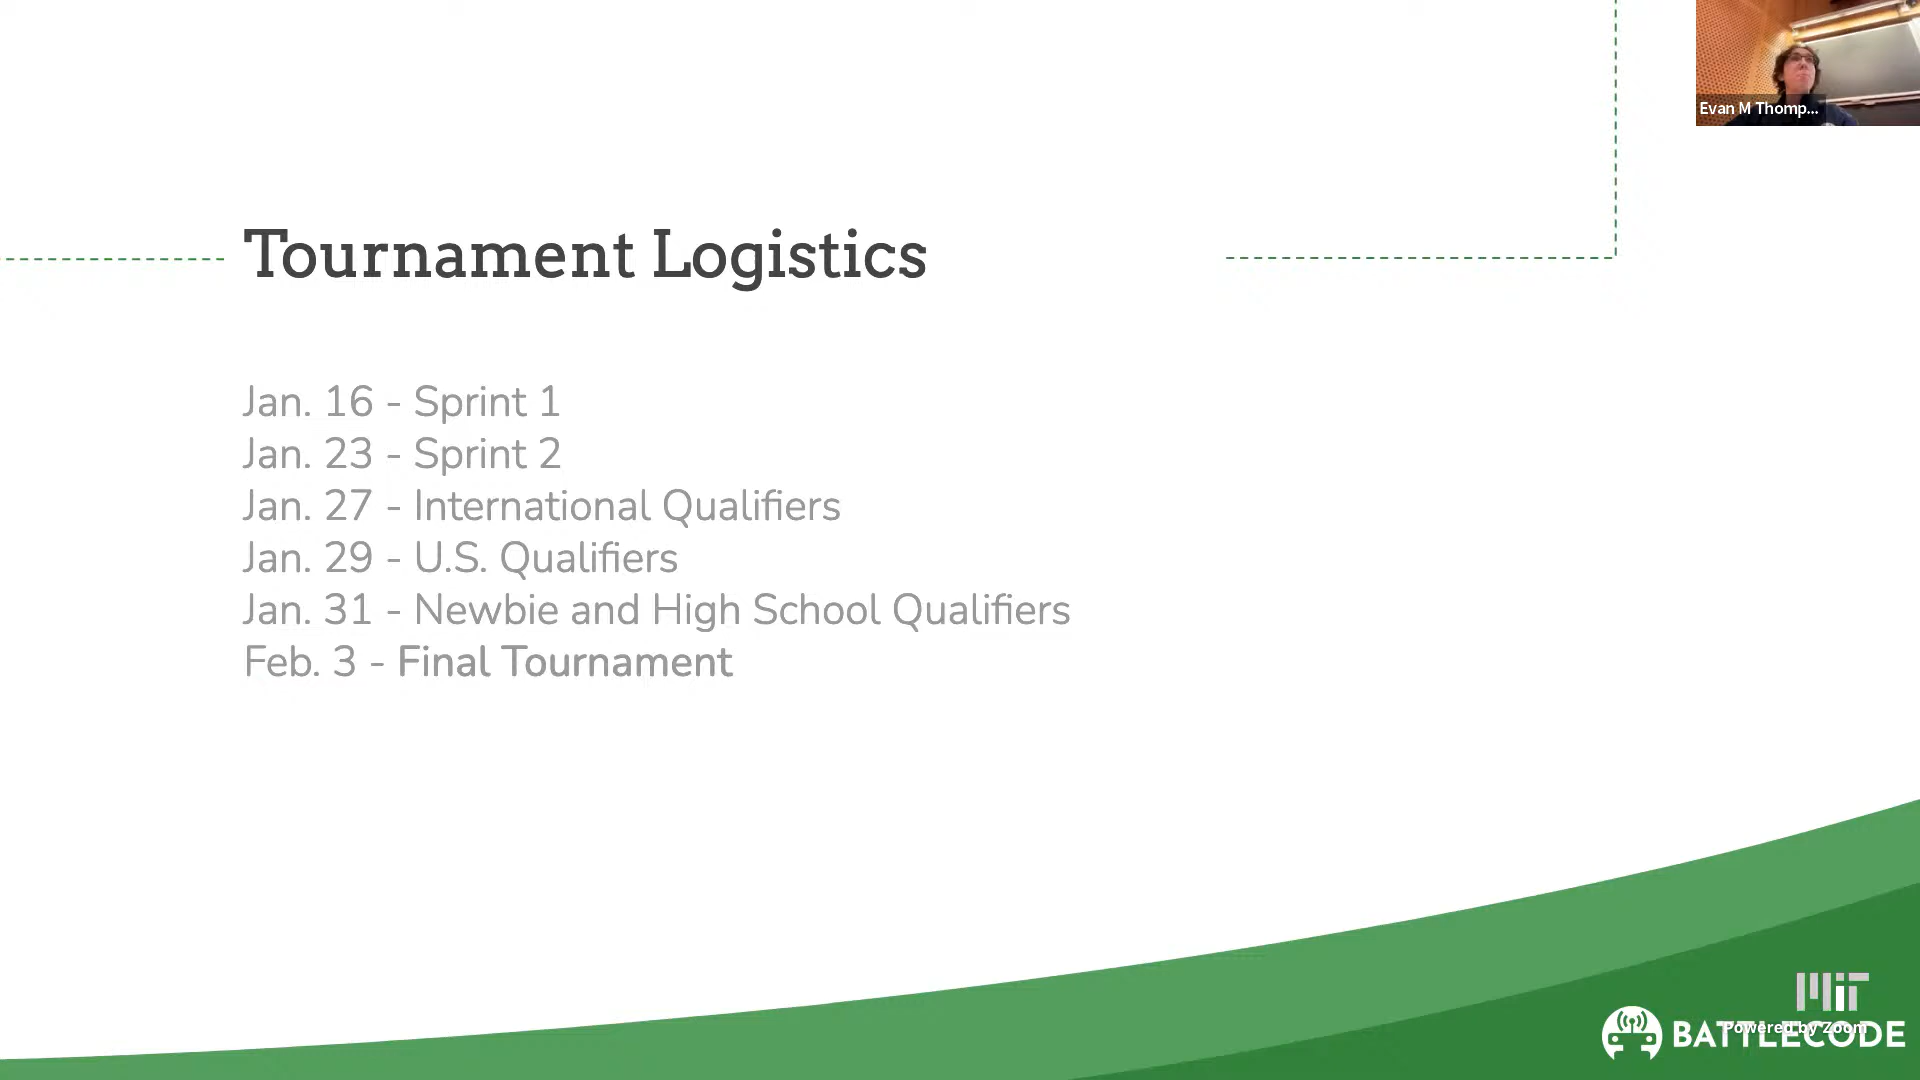 Evan M Thomp...
Tournament Logistics
Jan. 16 - Sprint 1
Jan. 23 - Sprint 2
Jan. 27 - International Qualifiers
Jan. 29 - U.S. Qualifiers
Jan. 31 - Newbie and High School Qualifiers
Feb. 3 - Final Tournament
MIT
Powered by Zoom
BATTLECODE